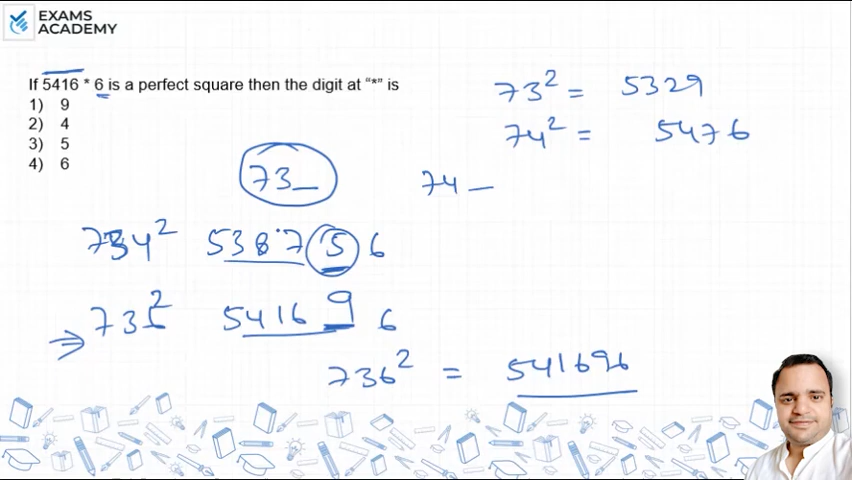 EXAMS
ACADEMY
If 5416 * 6 is a perfect square then the digit at "*" is
1) 9
2) 4
3) 5
4) 6
73² = 5329
74² = 5476
73_
74_
734² 538756
736² 541696
736² = 541696